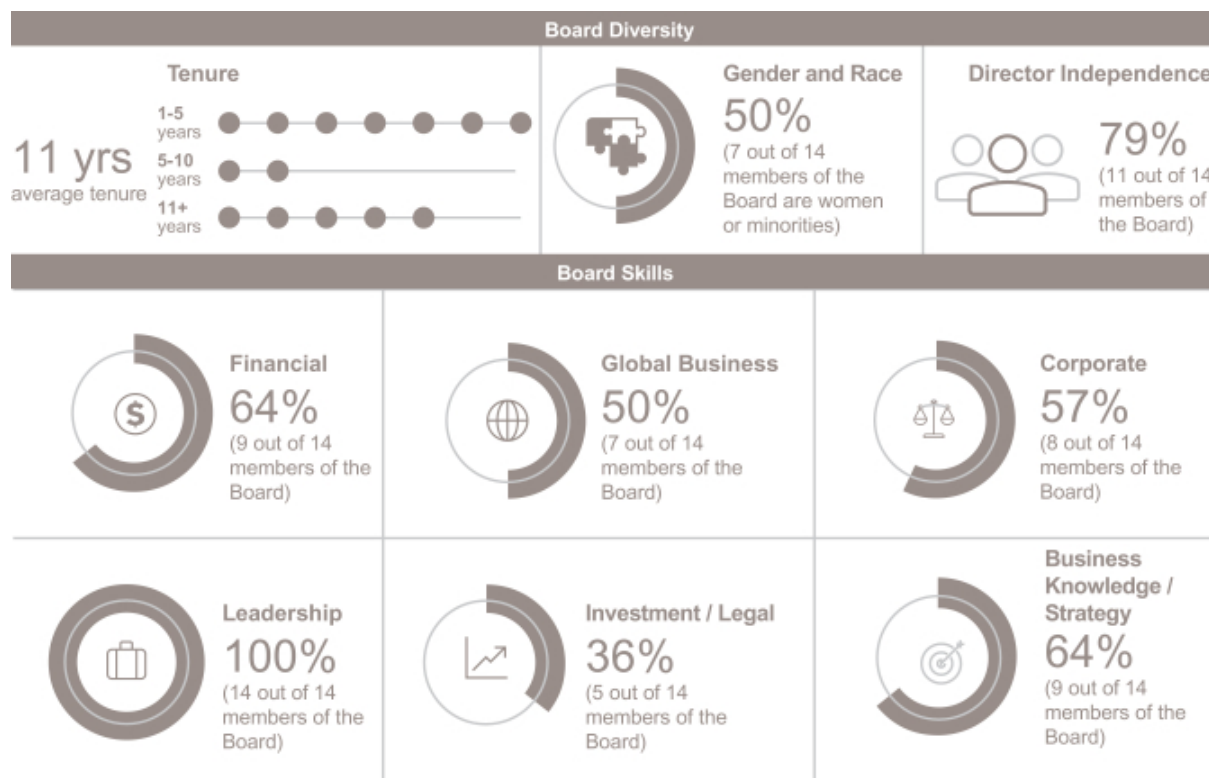 Board Diversity
Tenure
11 yrs
average tenure
1-5
years
5-10
years
11+
years
Gender and Race
50%
(7 out of 14
members of the
Board are women
or minorities)
Director Independence
79%
(11 out of 14
members of
the Board)
Board Skills
Financial
64%
(9 out of 14
members of the
Board)
Global Business
50%
(7 out of 14
members of the
Board)
Corporate
57%
(8 out of 14
members of the
Board)
Leadership
100%
(14 out of 14
members of the
Board)
Investment / Legal
36%
(5 out of 14
members of the
Board)
Business
Knowledge /
Strategy
64%
(9 out of 14
members of the
Board)